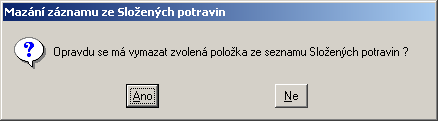 Mazání záznamu ze Složených potravin
Opravdu se má vymazat zvolená položka ze seznamu Složených potravin ?
Ano
Ne